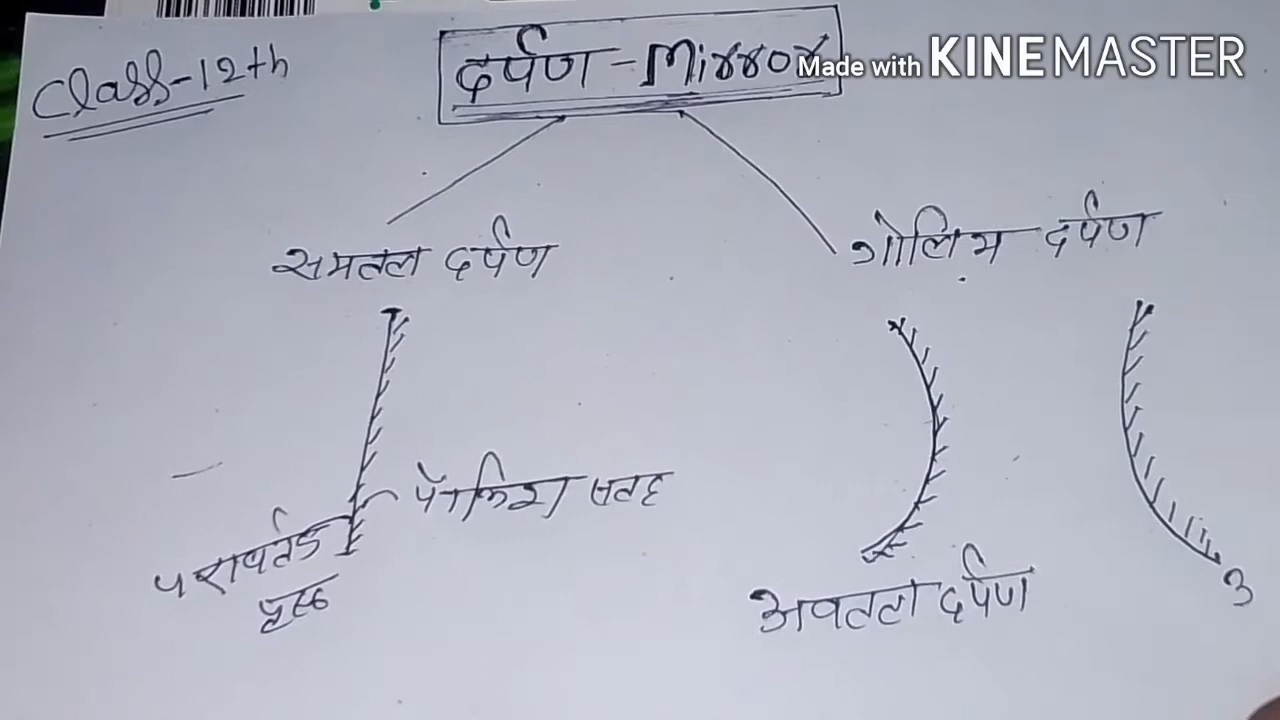 Class-12th
दर्पण - Mirror
Made with KINEMASTER
समतल दर्पण
गोलिय दर्पण
पॅालिश सतह
परावर्तक
पृष्ठ
अवतल दर्पण
उ